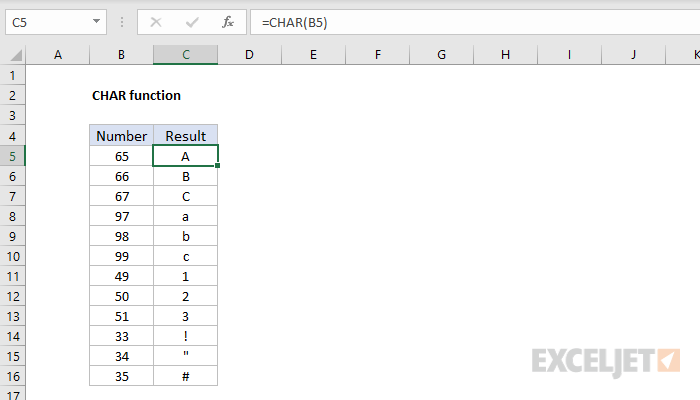 C5 fx =CHAR(B5)
A B C D E F G H I J K
1
2 CHAR function
3
4 Number Result
5 65 A
6 66 B
7 67 C
8 97 a
9 98 b
10 99 c
11 49 1
12 50 2
13 51 3
14 33 !
15 34 "
16 35 #
17
EXCELJET